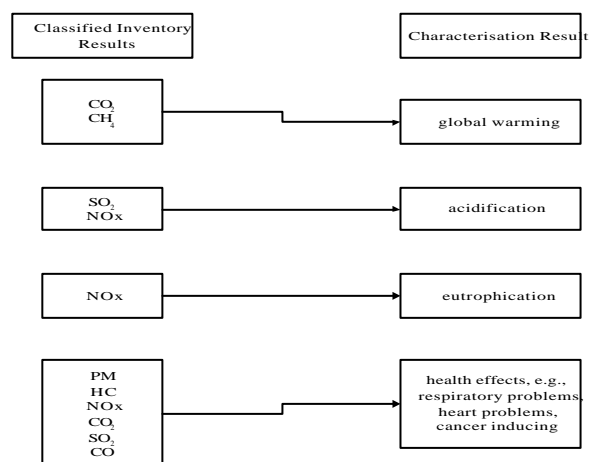 Classified Inventory
Results
Characterisation Result
CO₂
CH₄
global warming
SO₂
NOx
acidification
NOx
eutrophication
PM
HC
NOx
CO₂
SO₂
CO
health effects, e.g.,
respiratory problems,
heart problems,
cancer inducing